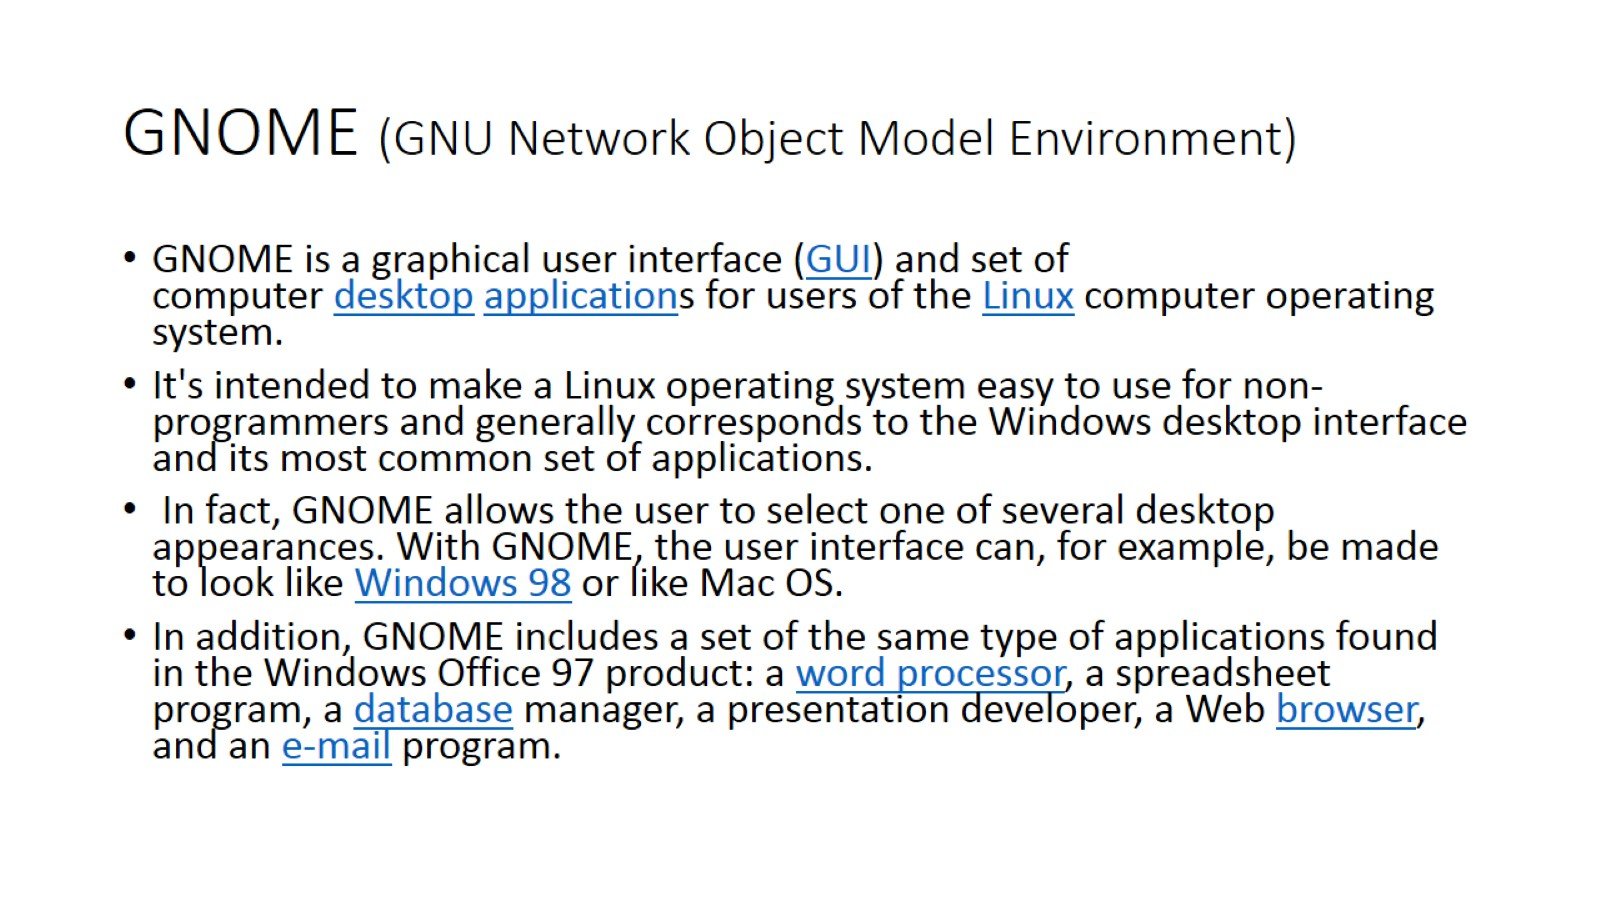 GNOME (GNU Network Object Model Environment)
• GNOME is a graphical user interface (GUI) and set of
computer desktop applications for users of the Linux computer operating
system.
• It's intended to make a Linux operating system easy to use for non-
programmers and generally corresponds to the Windows desktop interface
and its most common set of applications.
• In fact, GNOME allows the user to select one of several desktop
appearances. With GNOME, the user interface can, for example, be made
to look like Windows 98 or like Mac OS.
• In addition, GNOME includes a set of the same type of applications found
in the Windows Office 97 product: a word processor, a spreadsheet
program, a database manager, a presentation developer, a Web browser,
and an e-mail program.